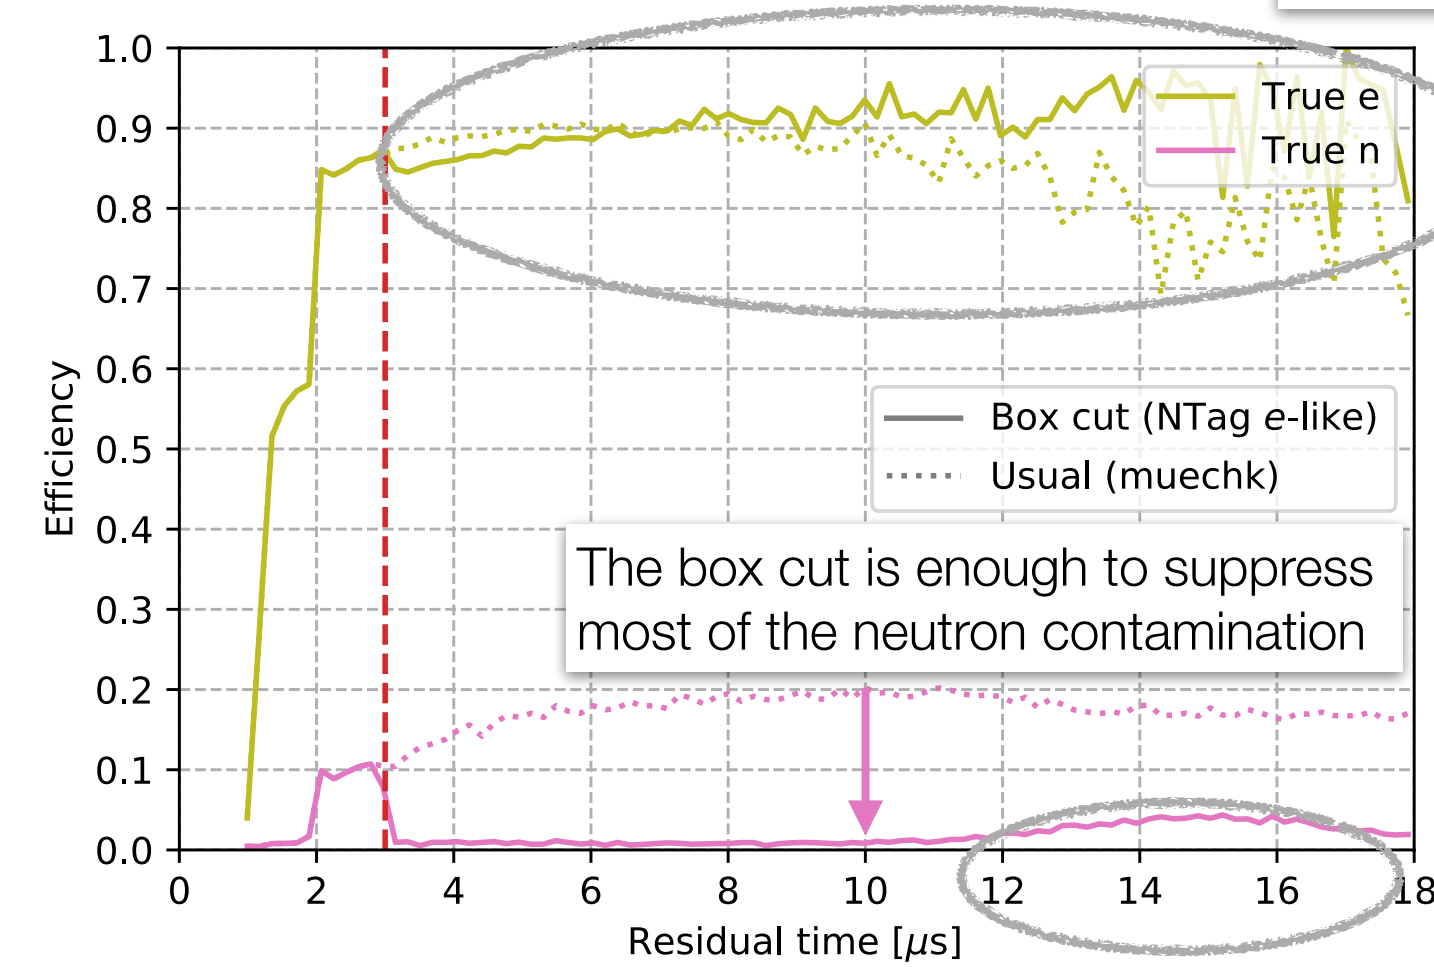 1.0
0.9
0.8
0.7
0.6
0.5
0.4
0.3
0.2
0.1
0.0
Efficiency
True e
True n
Box cut (NTag e-like)
Usual (muechk)
The box cut is enough to suppress
most of the neutron contamination
0 2 4 6 8 10 12 14 16 18
Residual time [μs]